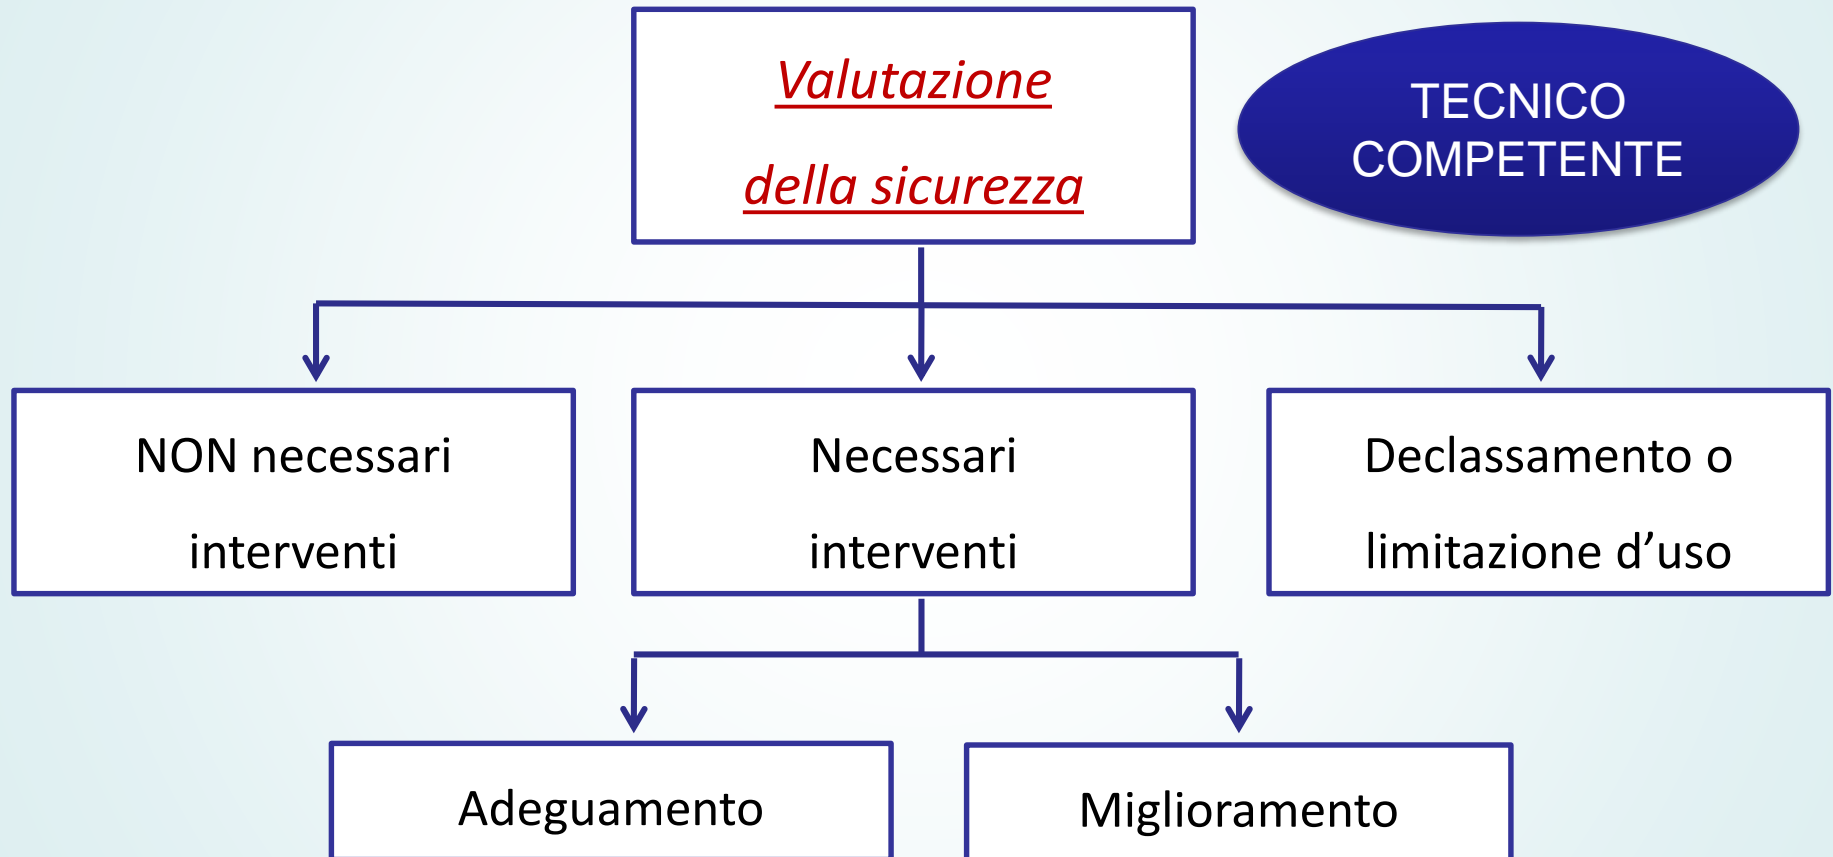 Valutazione
della sicurezza
TECNICO
COMPETENTE
NON necessari
interventi
Necessari
interventi
Declassamento o
limitazione d’uso
Adeguamento
Miglioramento